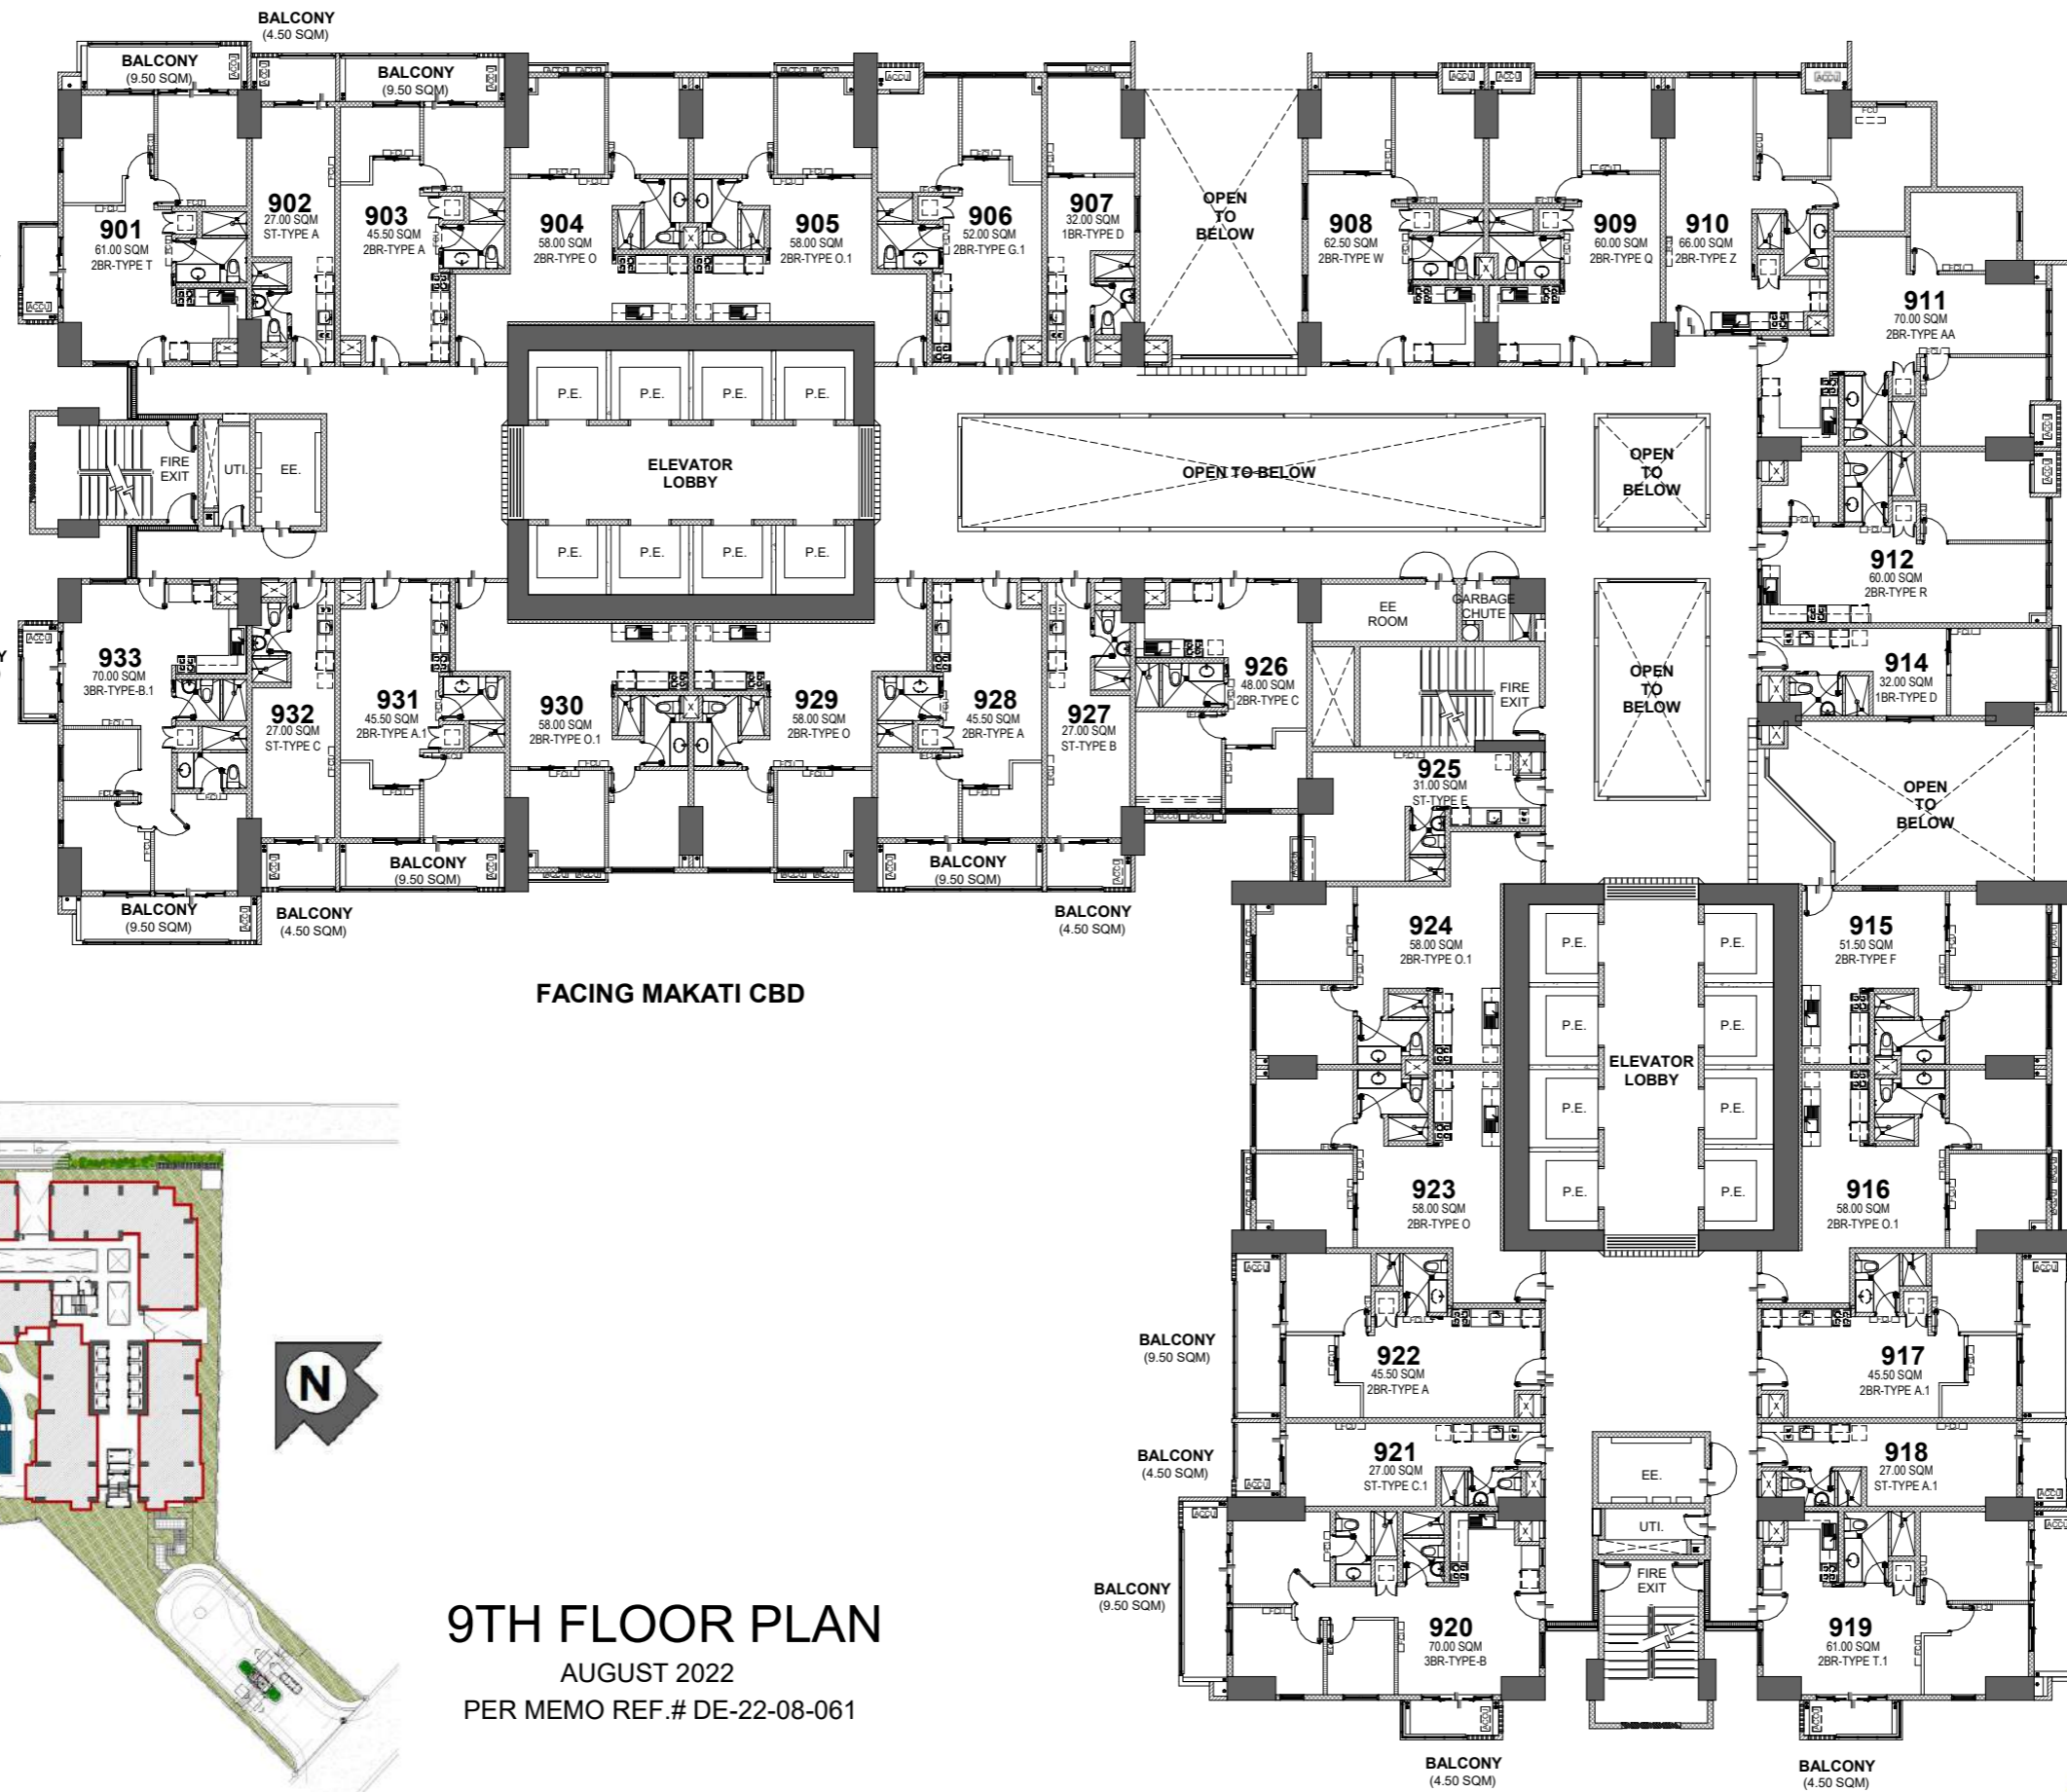 BALCONY
(4.50 SQM)
BALCONY
(9.50 SQM)
BALCONY
(9.50 SQM)
901
61.00 SQM
2BR-TYPE T
902
27.00 SQM
ST-TYPE A
903
45.50 SQM
2BR-TYPE A
904
58.00 SQM
2BR-TYPE O
905
58.00 SQM
2BR-TYPE O.1
906
52.00 SQM
2BR-TYPE G.1
907
32.00 SQM
1BR-TYPE D
OPEN
TO
BELOW
908
62.50 SQM
2BR-TYPE W
909
60.00 SQM
2BR-TYPE Q
910
66.00 SQM
2BR-TYPE Z
911
70.00 SQM
2BR-TYPE AA
FIRE
EXIT
UTI.
EE.
P.E.
P.E.
P.E.
P.E.
ELEVATOR
LOBBY
P.E.
P.E.
P.E.
P.E.
OPEN TO BELOW
OPEN
TO
BELOW
912
60.00 SQM
2BR-TYPE R
EE
ROOM
GARBAGE
CHUTE
OPEN
TO
BELOW
914
32.00 SQM
1BR-TYPE D
FIRE
EXIT
OPEN
TO
BELOW
933
70.00 SQM
3BR-TYPE-B.1
932
27.00 SQM
ST-TYPE C
931
45.50 SQM
2BR-TYPE A.1
930
58.00 SQM
2BR-TYPE O.1
929
58.00 SQM
2BR-TYPE O
928
45.50 SQM
2BR-TYPE A
927
27.00 SQM
ST-TYPE B
926
48.00 SQM
2BR-TYPE C
925
31.00 SQM
ST-TYPE E
BALCONY
(9.50 SQM)
BALCONY
(9.50 SQM)
BALCONY
(9.50 SQM)
BALCONY
(4.50 SQM)
BALCONY
(4.50 SQM)
FACING MAKATI CBD
924
58.00 SQM
2BR-TYPE O.1
P.E.
P.E.
915
51.50 SQM
2BR-TYPE F
P.E.
P.E.
ELEVATOR
LOBBY
P.E.
P.E.
923
58.00 SQM
2BR-TYPE O
P.E.
P.E.
916
58.00 SQM
2BR-TYPE O.1
BALCONY
(9.50 SQM)
922
45.50 SQM
2BR-TYPE A
917
45.50 SQM
2BR-TYPE A.1
BALCONY
(4.50 SQM)
921
27.00 SQM
ST-TYPE C.1
EE.
918
27.00 SQM
ST-TYPE A.1
UTI.
FIRE
EXIT
BALCONY
(9.50 SQM)
920
70.00 SQM
3BR-TYPE-B
919
61.00 SQM
2BR-TYPE T.1
BALCONY
(4.50 SQM)
BALCONY
(4.50 SQM)
N
9TH FLOOR PLAN
AUGUST 2022
PER MEMO REF.# DE-22-08-061